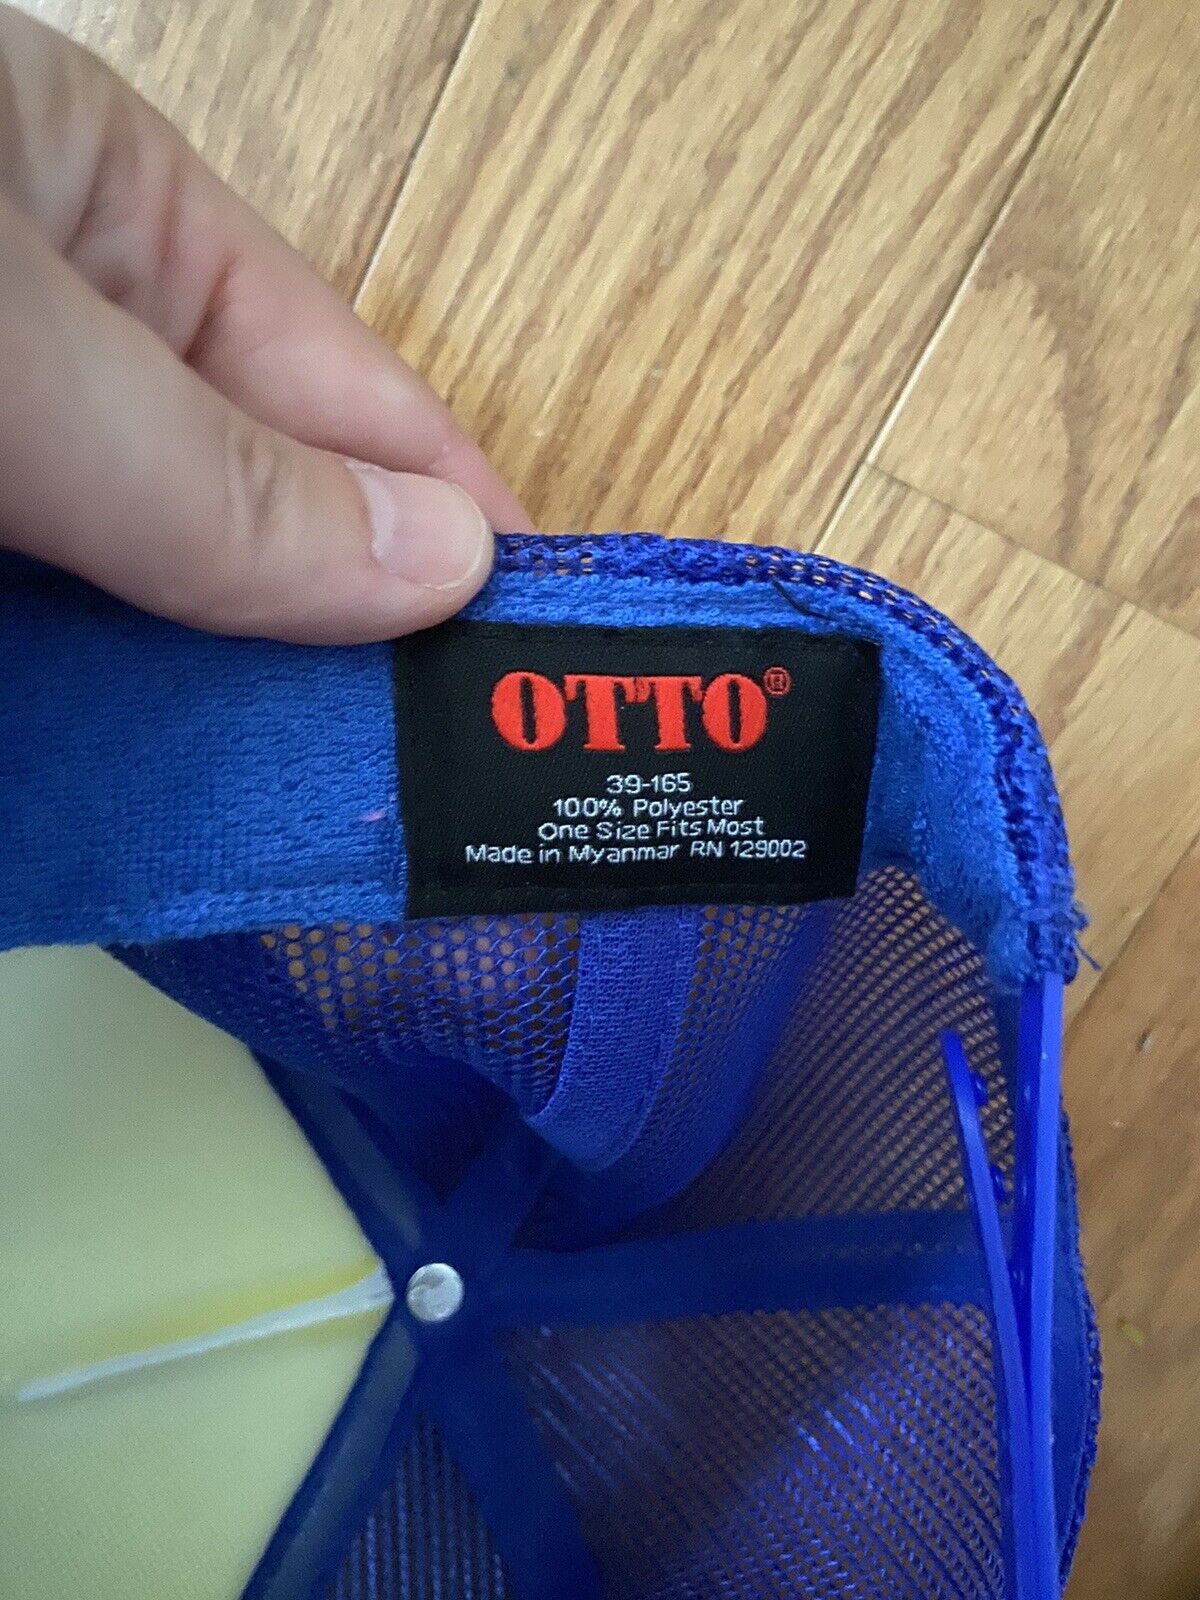 OTTO®
39-165
100% Polyester
One Size Fits Most
Made in Myanmar RN 129002